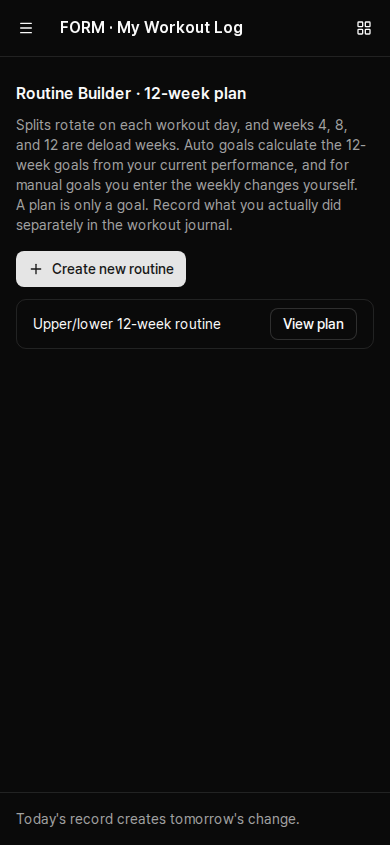 FORM · My Workout Log
Routine Builder · 12-week plan
Splits rotate on each workout day, and weeks 4, 8,
and 12 are deload weeks. Auto goals calculate the 12-
week goals from your current performance, and for
manual goals you enter the weekly changes yourself.
A plan is only a goal. Record what you actually did
separately in the workout journal.
Create new routine
Upper/lower 12-week routine
View plan
Today's record creates tomorrow's change.